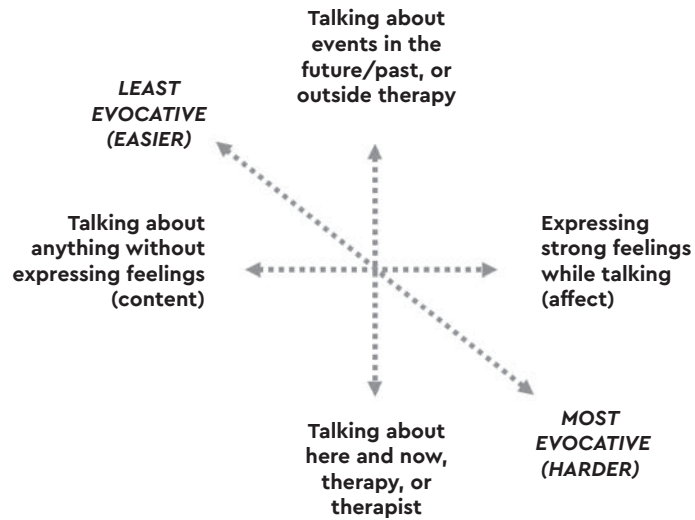 Talking about
events in the
future/past, or
outside therapy
LEAST
EVOCATIVE
(EASIER)
Talking about
anything without
expressing feelings
(content)
Expressing
strong feelings
while talking
(affect)
Talking about
here and now,
therapy, or
therapist
MOST
EVOCATIVE
(HARDER)